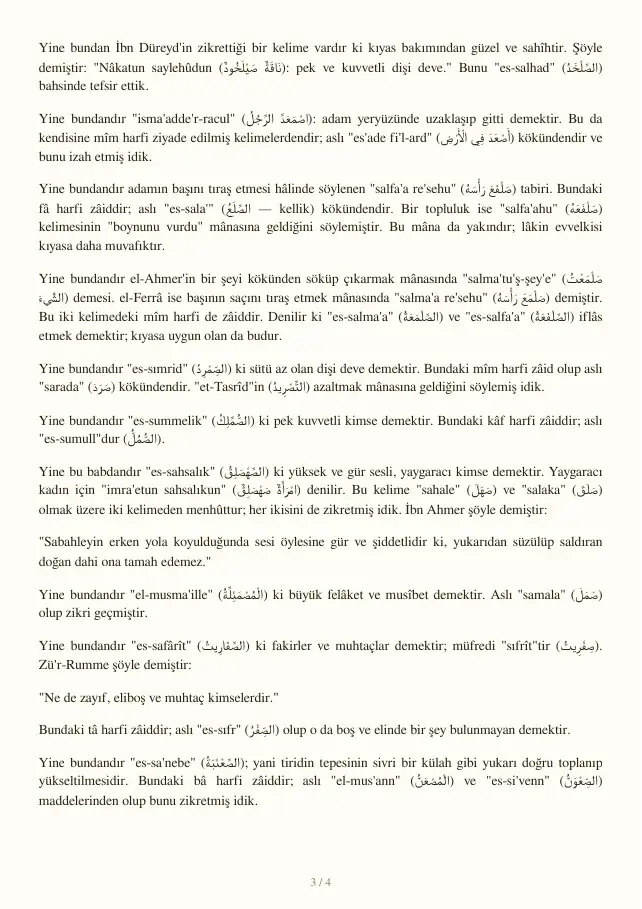 Yine bundan İbn Düreyd'in zikrettiği bir kelime vardır ki kıyas bakımından güzel ve sahîhtir. Şöyle
demiştir: "Nâkatun saylehûdun (نَاقَةٌ صَيْلَخُودٌ): pek ve kuvvetli dişi deve." Bunu "es-salhad" (الصَّلْخَدُ)
bahsinde tefsir ettik.
Yine bundandır "isma'adde'r-racul" (اصْمَعَدَّ الرَّجُلُ): adam yeryüzünde uzaklaşıp gitti demektir. Bu da
kendisine mîm harfi ziyade edilmiş kelimelerdendir; aslı "es'ade fi'l-ard" (أَصْعَدَ فِي الْأَرْضِ) kökündendir ve
bunu izah etmiş idik.
Yine bundandır adamın başını tıraş etmesi hâlinde söylenen "salfa'a re'sehu" (صَلْفَعَ رَأْسَهُ) tabiri. Bundaki
fâ harfi zâiddir; aslı "es-sala'" (الصَّلَعُ — kellik) kökündendir. Bir topluluk ise "salfa'ahu" (صَلْفَعَهُ)
kelimesinin "boynunu vurdu" mânasına geldiğini söylemiştir. Bu mâna da yakındır; lâkin evvelkisi
kıyasa daha muvafıktır.
Yine bundandır el-Ahmer'in bir şeyi kökünden söküp çıkarmak mânasında "salma'tu'ş-şey'e" (صَلْمَعْتُ
الشَّيْءَ) demesi. el-Ferrâ ise başının saçını tıraş etmek mânasında "salma'a re'sehu" (صَلْمَعَ رَأْسَهُ) demiştir.
Bu iki kelimedeki mîm harfi de zâiddir. Denilir ki "es-salma'a" (الصَّلْمَعَةُ) ve "es-salfa'a" (الصَّلْفَعَةُ) iflâs
etmek demektir; kıyasa uygun olan da budur.
Yine bundandır "es-sımrid" (الصِّمْرِدُ) ki sütü az olan dişi deve demektir. Bundaki mîm harfi zâid olup aslı
"sarada" (صَرَدَ) kökündendir. "et-Tasrîd"in (التَّصْرِيدُ) azaltmak mânasına geldiğini söylemiş idik.
Yine bundandır "es-summelik" (الصُّمَّلِكُ) ki pek kuvvetli kimse demektir. Bundaki kâf harfi zâiddir; aslı
"es-sumull"dur (الصُّمُلُّ).
Yine bu babdandır "es-sahsalık" (الصَّهْصَلِقُ) ki yüksek ve gür sesli, yaygaracı kimse demektir. Yaygaracı
kadın için "imra'etun sahsalıkun" (امْرَأَةٌ صَهْصَلِقٌ) denilir. Bu kelime "sahale" (صَهَلَ) ve "salaka" (صَلَقَ)
olmak üzere iki kelimeden menhûttur; her ikisini de zikretmiş idik. İbn Ahmer şöyle demiştir:
"Sabahleyin erken yola koyulduğunda sesi öylesine gür ve şiddetlidir ki, yukarıdan süzülüp saldıran
doğan dahi ona tamah edemez."
Yine bundandır "el-musma'ille" (الْمُصْمَئِلَّةُ) ki büyük felâket ve musîbet demektir. Aslı "samala" (صَمَلَ)
olup zikri geçmiştir.
Yine bundandır "es-safârît" (الصَّفَارِيتُ) ki fakirler ve muhtaçlar demektir; müfredi "sıfrît"tir (صِفْرِيتٌ).
Zü'r-Rumme şöyle demiştir:
"Ne de zayıf, eliboş ve muhtaç kimselerdir."
Bundaki tâ harfi zâiddir; aslı "es-sıfr" (الصِّفْرُ) olup o da boş ve elinde bir şey bulunmayan demektir.
Yine bundandır "es-sa'nebe" (الصَّعْنَبَةُ); yani tiridin tepesinin sivri bir külah gibi yukarı doğru toplanıp
yükseltilmesidir. Bundaki bâ harfi zâiddir; aslı "el-mus'ann" (الْمُصْعَنُّ) ve "es-si'venn" (الصِّعْوَنُّ)
maddelerinden olup bunu zikretmiş idik.
3 / 4